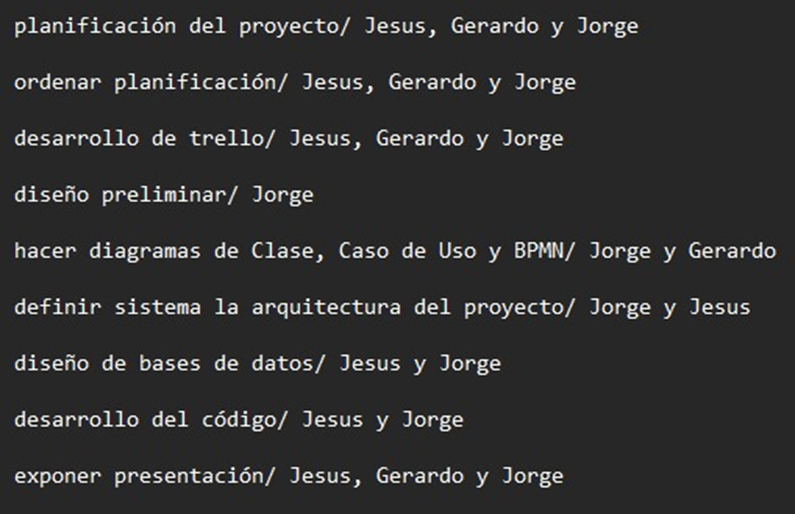 planificación del proyecto/ Jesus, Gerardo y Jorge
ordenar planificación/ Jesus, Gerardo y Jorge
desarrollo de trello/ Jesus, Gerardo y Jorge
diseño preliminar/ Jorge
hacer diagramas de Clase, Caso de Uso y BPMN/ Jorge y Gerardo
definir sistema la arquitectura del proyecto/ Jorge y Jesus
diseño de bases de datos/ Jesus y Jorge
desarrollo del código/ Jesus y Jorge
exponer presentación/ Jesus, Gerardo y Jorge